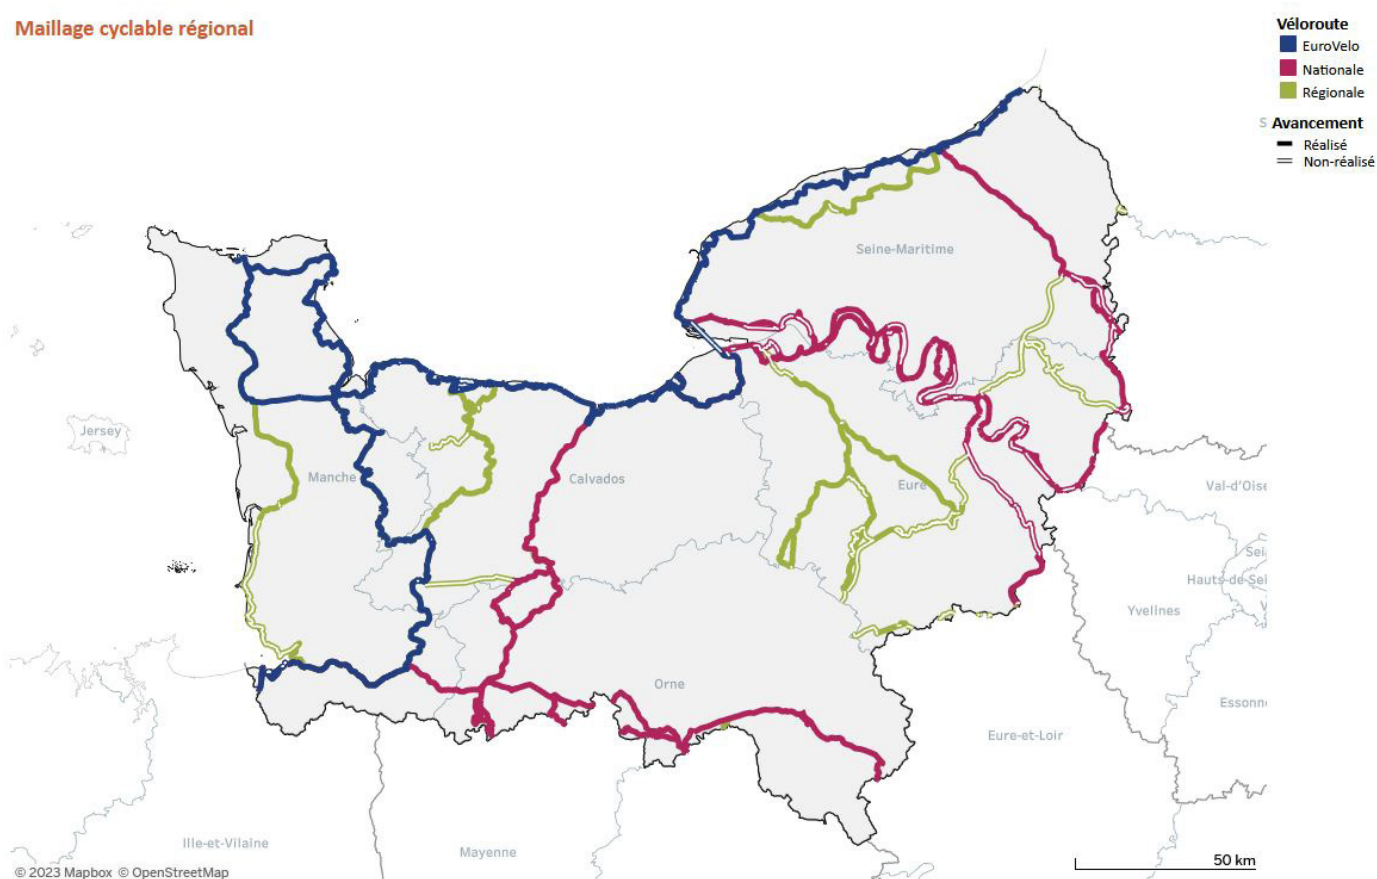 Maillage cyclable régional
Véloroute
EuroVelo
Nationale
Régionale
S Avancement
Réalisé
Non-réalisé
Seine-Maritime
Jersey
Manche
Calvados
Eure
Val-d'Oise
Sei
Hauts-de-Sei
Yvelines
Orne
Essonn
Eure-et-Loir
Ille-et-Vilaine
Mayenne
50 km
© 2023 Mapbox © OpenStreetMap